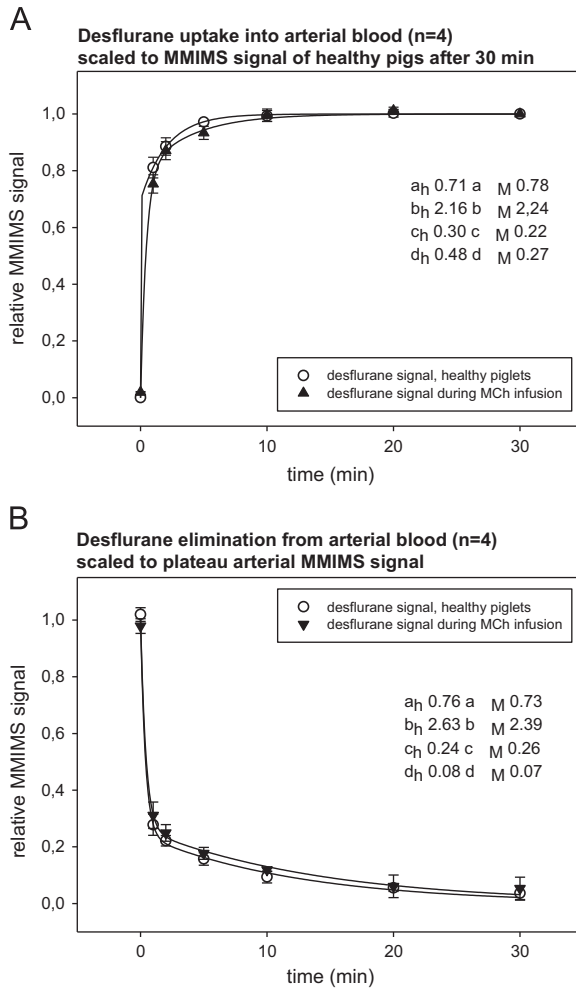 A
Desflurane uptake into arterial blood (n=4)
scaled to MMIMS signal of healthy pigs after 30 min
relative MMIMS signal
1,0
0,8
0,6
0,4
0,2
0,0
ah 0.71 a M 0.78
bh 2.16 b M 2,24
ch 0.30 c M 0.22
dh 0.48 d M 0.27
desflurane signal, healthy piglets
desflurane signal during MCh infusion
0 10 20 30
time (min)
B
Desflurane elimination from arterial blood (n=4)
scaled to plateau arterial MMIMS signal
relative MMIMS signal
1,0
0,8
0,6
0,4
0,2
0,0
desflurane signal, healthy piglets
desflurane signal during MCh infusion
ah 0.76 a M 0.73
bh 2.63 b M 2.39
ch 0.24 c M 0.26
dh 0.08 d M 0.07
0 10 20 30
time (min)